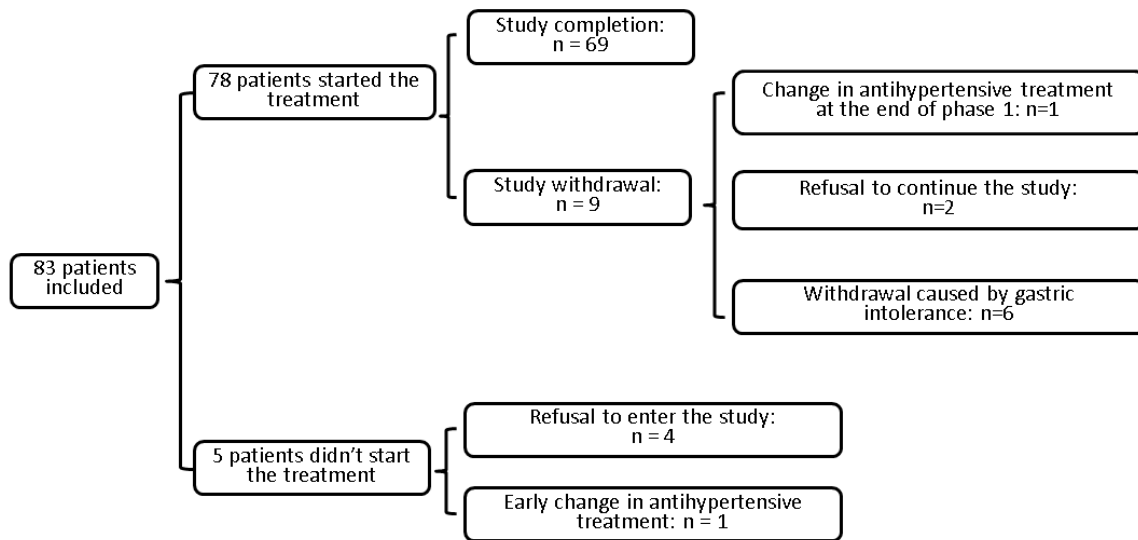 83 patients
included
78 patients started the
treatment
Study completion:
n = 69
Study withdrawal:
n = 9
Change in antihypertensive treatment
at the end of phase 1: n=1
Refusal to continue the study:
n=2
Withdrawal caused by gastric
intolerance: n=6
5 patients didn’t start
the treatment
Refusal to enter the study:
n = 4
Early change in antihypertensive
treatment: n = 1